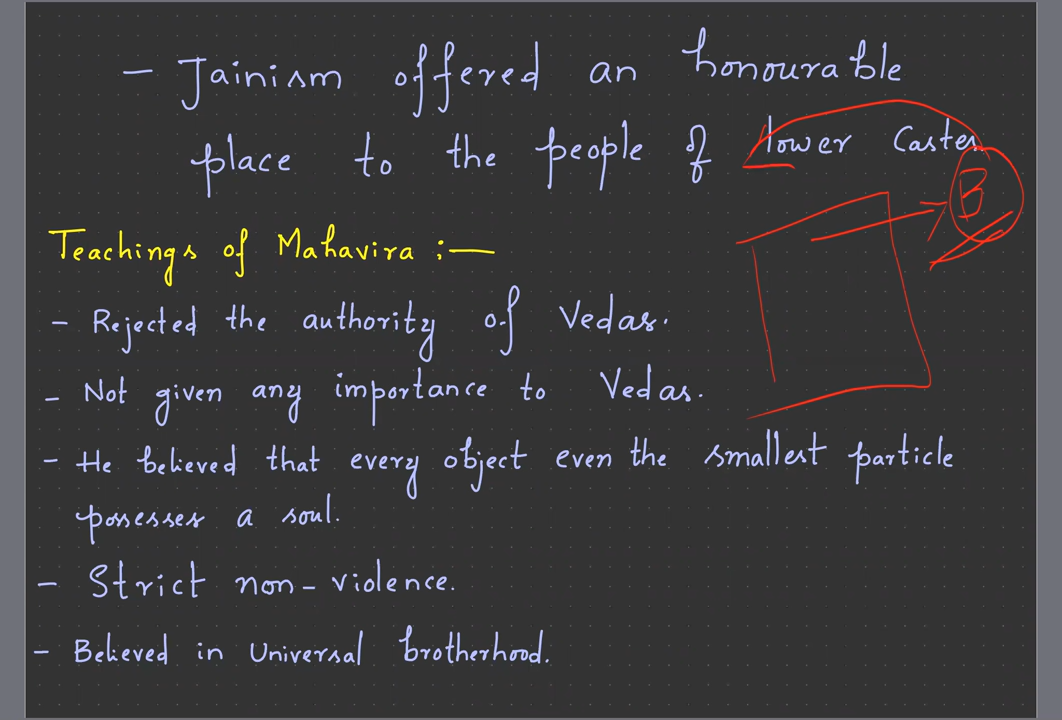 - Jainism offered an honourable
place to the people of lower Castes
B
Teachings of Mahavira :-
- Rejected the authority of Vedas.
- Not given any importance to Vedas.
- He believed that every object even the smallest particle
possesses a soul.
- Strict non-violence.
- Believed in Universal brotherhood.